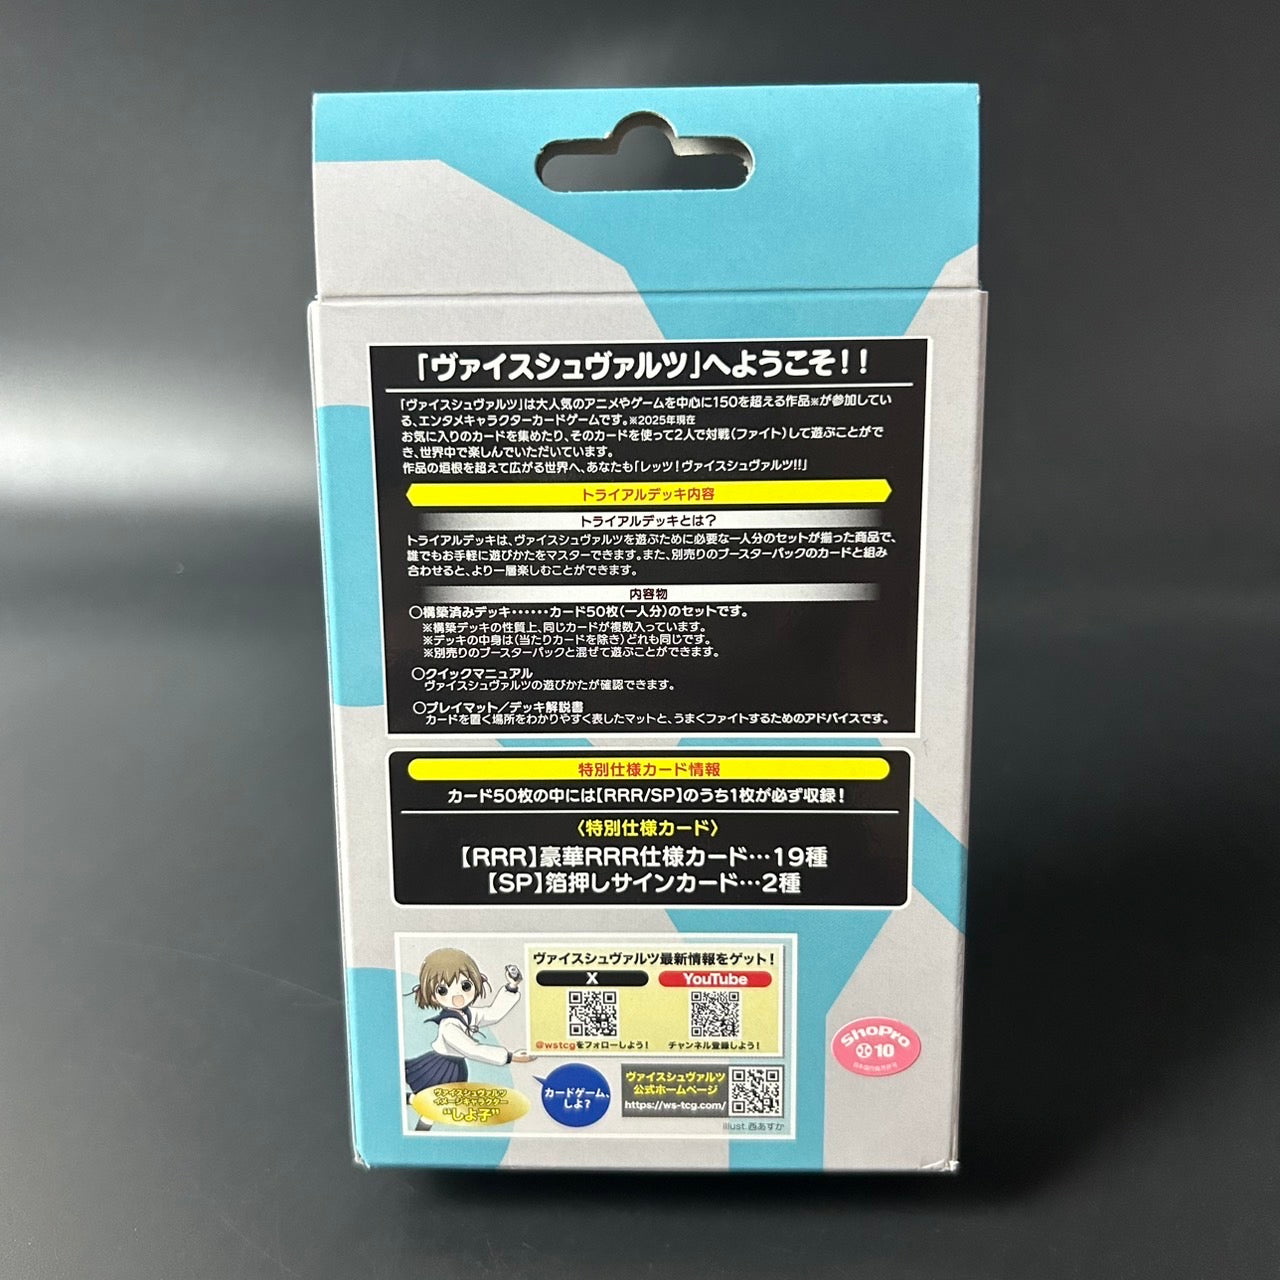 「ヴァイスシュヴァルツ」へようこそ!!
「ヴァイスシュヴァルツ」は大人気のアニメやゲームを中心に150を超える作品※が参加してい
る、エンタメキャラクターカードゲームです。※2025年現在
お気に入りのカードを集めたり、そのカードを使って2人で対戦(ファイト)して遊ぶことがで
き、世界中で楽しんでいただいています。
作品の垣根を超えて広がる世界へ、あなたも「レッツ!ヴァイスシュヴァルツ!!」
トライアルデッキ内容
トライアルデッキとは?
トライアルデッキは、ヴァイスシュヴァルツを遊ぶために必要な一人分のセットが揃った商品で、
誰でもお手軽に遊びかたをマスターできます。また、別売りのブースターパックのカードと組み
合わせると、より一層楽しむことができます。
内容物
○構築済みデッキ・・・・・・カード50枚(一人分)のセットです。
※構築デッキの性質上、同じカードが複数入っています。
※デッキの中身は(当たりカードを除き)どれも同じです。
※別売りのブースターパックと混ぜて遊ぶことができます。
○クイックマニュアル
ヴァイスシュヴァルツの遊びかたが確認できます。
○プレイマット/デッキ解説書
カードを置く場所をわかりやすく表したマットと、うまくファイトするためのアドバイスです。
特別仕様カード情報
カード50枚の中には【RRR/SP】のうち1枚が必ず収録!
〈特別仕様カード〉
【RRR】豪華RRR仕様カード…19種
【SP】箔押しサインカード…2種
ヴァイスシュヴァルツ最新情報をゲット!
X
YouTube
@wstcgをフォローしよう!
チャンネル登録しよう!
ヴァイスシュヴァルツ
イメージキャラクター
"しよ子"
カードゲーム、
しよ?
ヴァイスシュヴァルツ
公式ホームページ
https://ws-tcg.com/
illust.西あすか
ShoPro
10